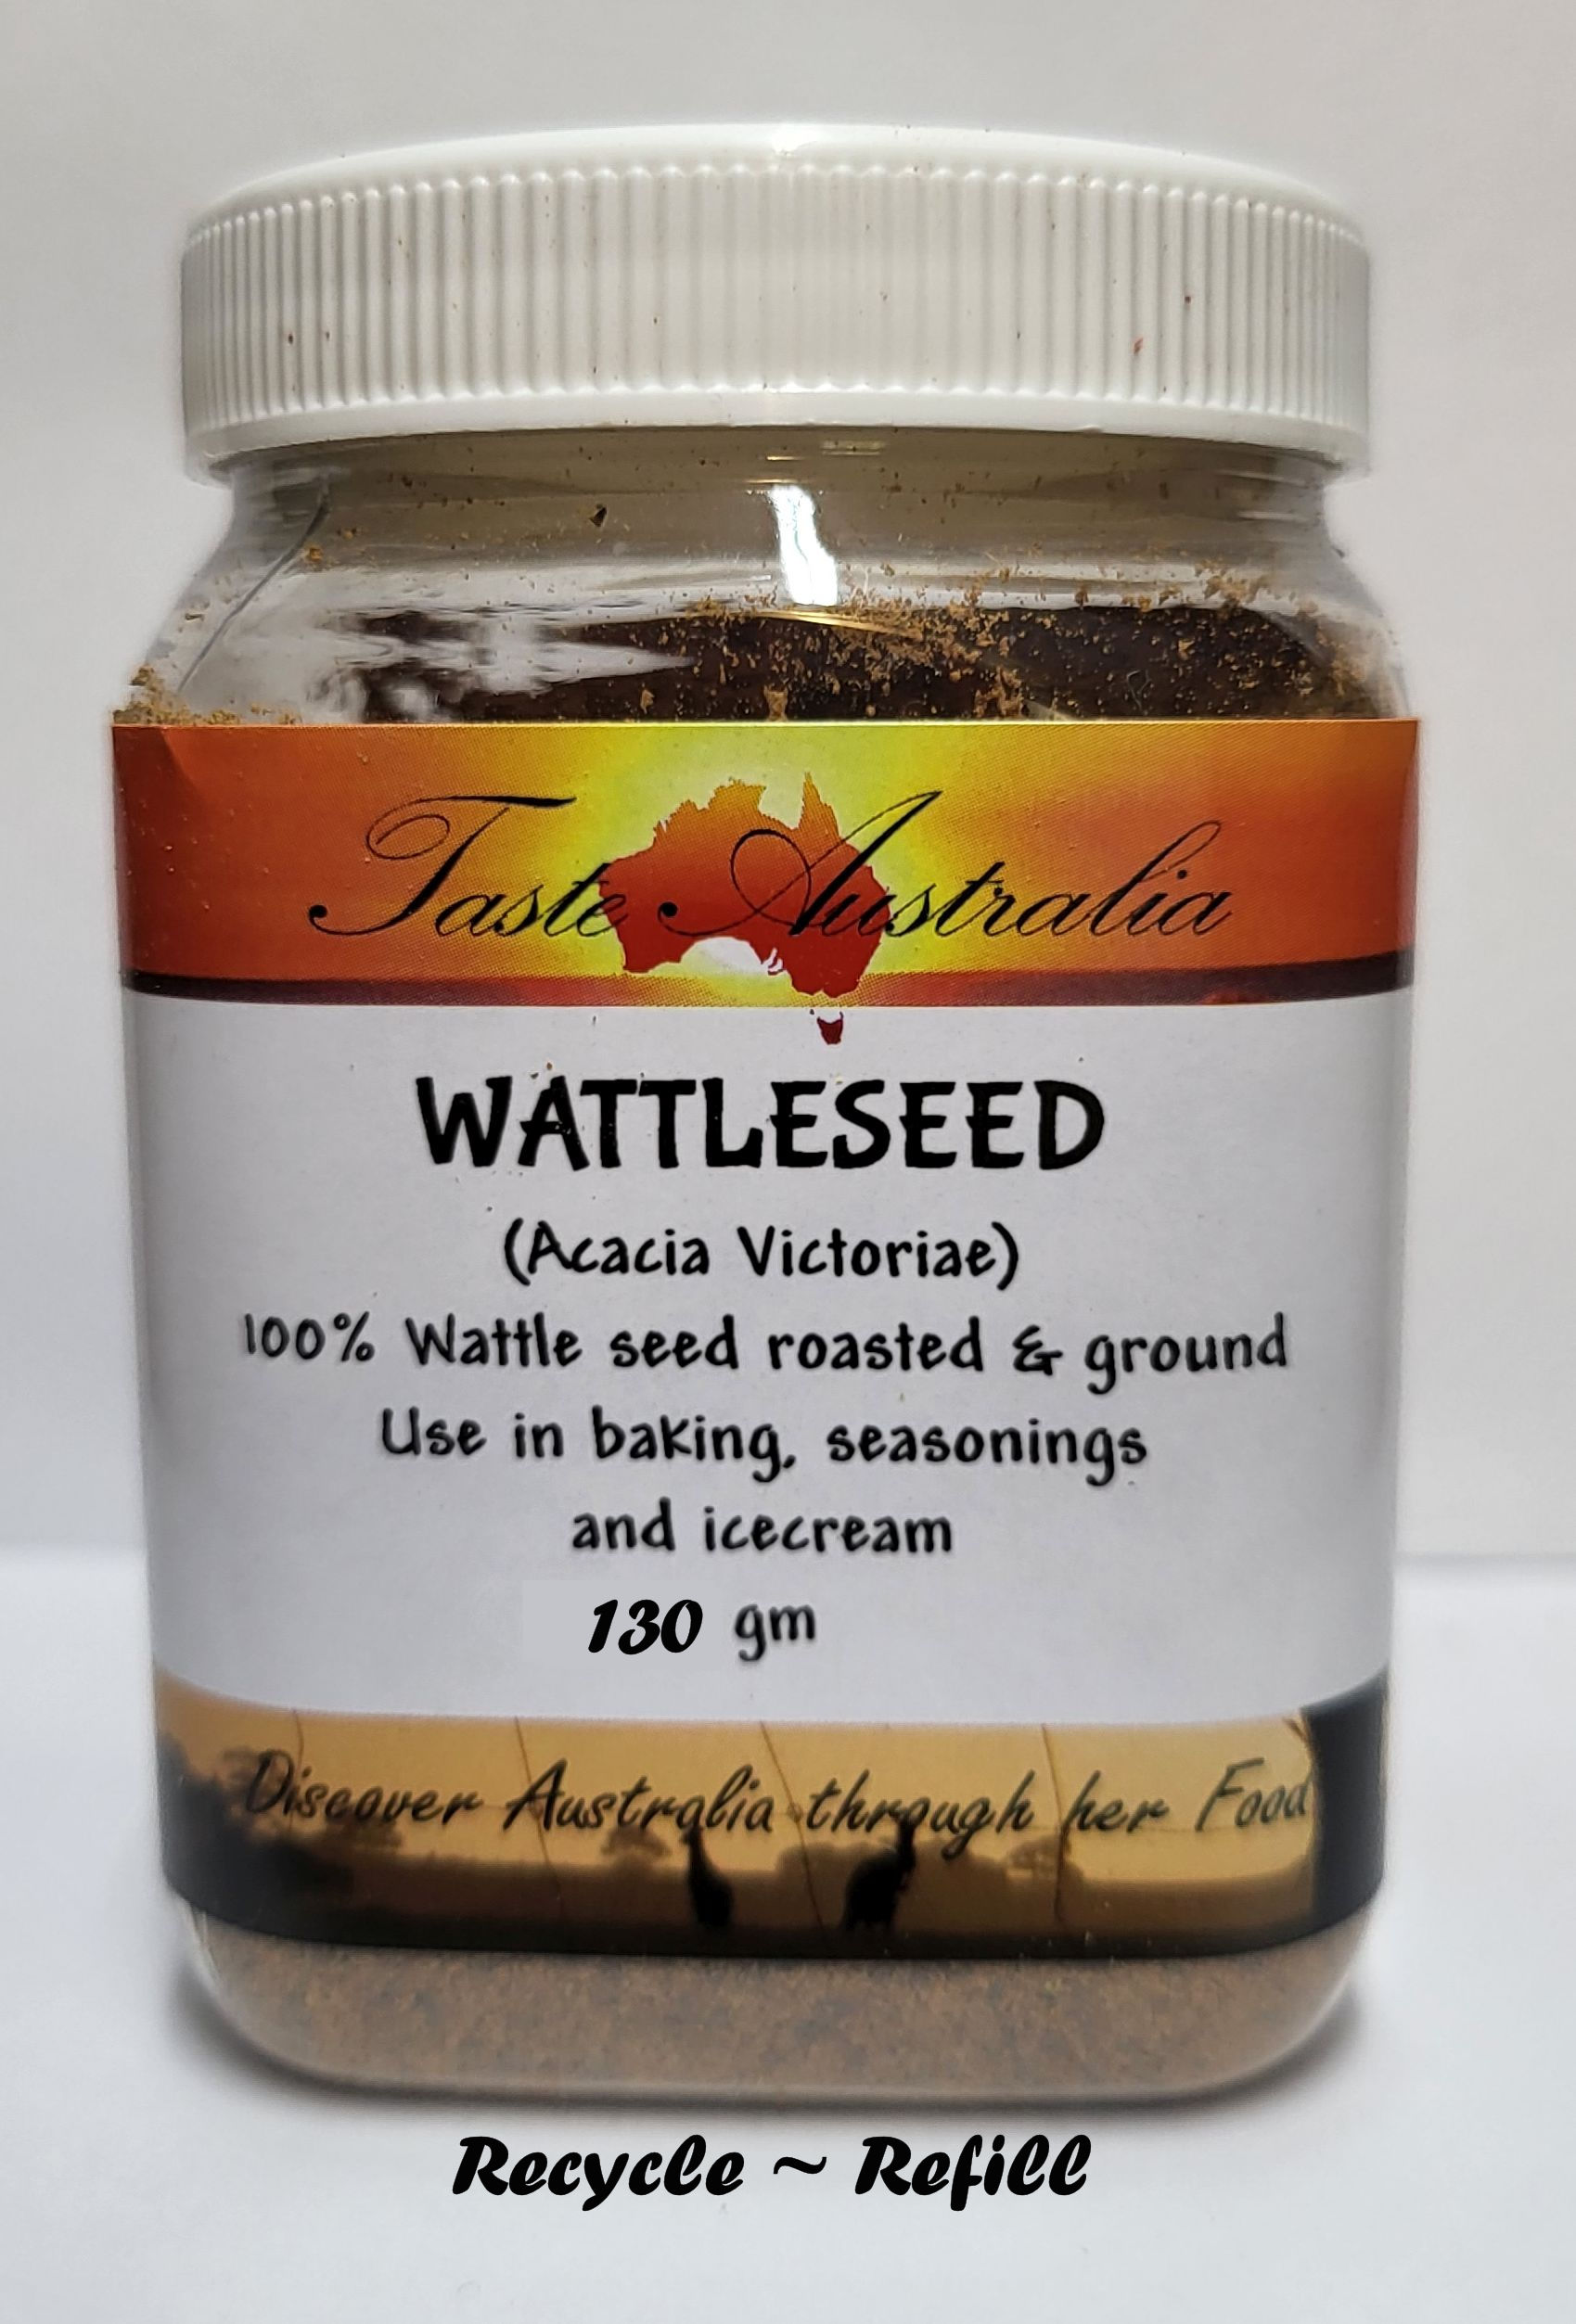 Taste Australia
WATTLESEED
(Acacia Victoriae)
100% Wattle seed roasted & ground
Use in baking, seasonings
and icecream
130 gm
Discover Australia through her Food
Recycle ~ Refill